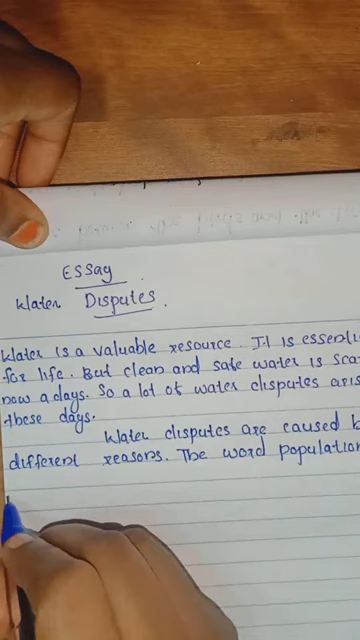 Essay
Water Disputes.
Water is a valuable resource. It is essenti
for life. But clean and safe water is sca
now a days. So a lot of water disputes aris
these days.
Water disputes are caused b
different reasons. The word population